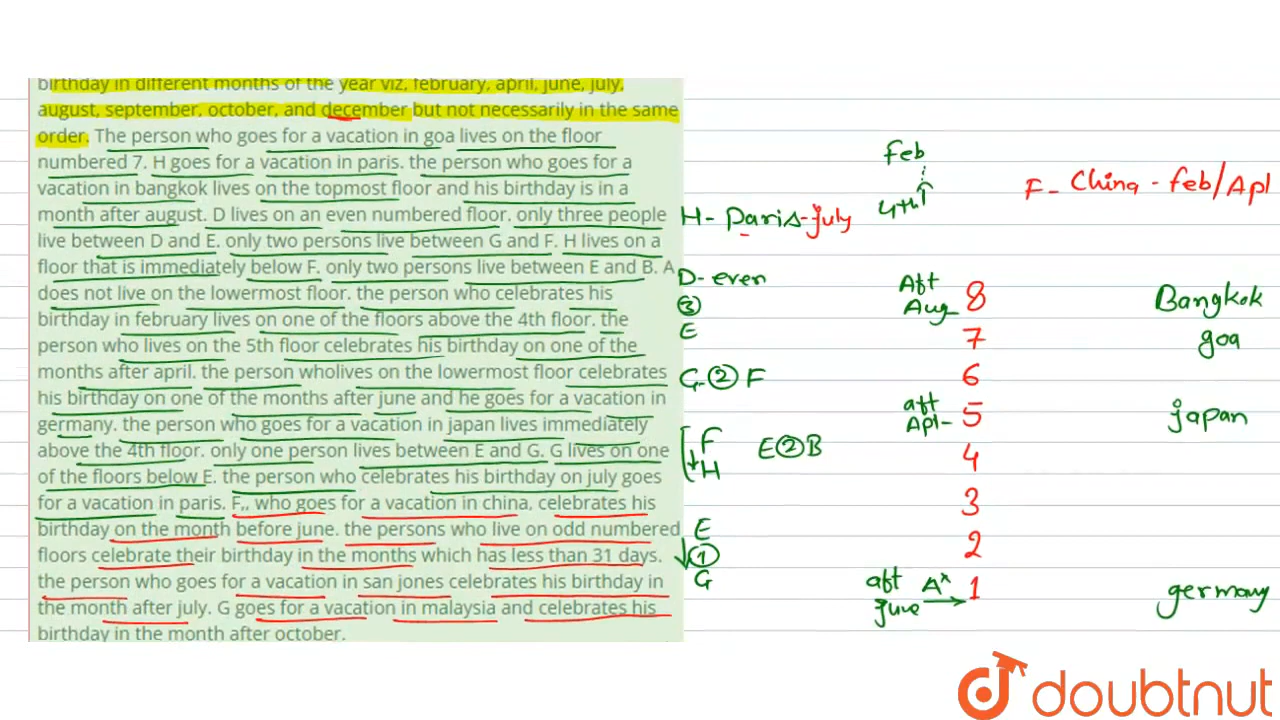 birthday in different months of the year viz, february, april, june, july,
august, september, october, and december but not necessarily in the same
order. The person who goes for a vacation in goa lives on the floor
numbered 7. H goes for a vacation in paris. the person who goes for a
vacation in bangkok lives on the topmost floor and his birthday is in a
month after august. D lives on an even numbered floor. only three people
live between D and E. only two persons live between G and F. H lives on a
floor that is immediately below F. only two persons live between E and B. A
does not live on the lowermost floor. the person who celebrates his
birthday in february lives on one of the floors above the 4th floor. the
person who lives on the 5th floor celebrates his birthday on one of the
months after april. the person wholives on the lowermost floor celebrates
his birthday on one of the months after june and he goes for a vacation in
germany. the person who goes for a vacation in japan lives immediately
above the 4th floor. only one person lives between E and G. G lives on one
of the floors below E. the person who celebrates his birthday on july goes
for a vacation in paris. F,, who goes for a vacation in china, celebrates his
birthday on the month before june. the persons who live on odd numbered
floors celebrate their birthday in the months which has less than 31 days.
the person who goes for a vacation in san jones celebrates his birthday in
the month after july. G goes for a vacation in malaysia and celebrates his
birthday in the month after october.
Feb
4th↑
F - China - feb/Apl
H - Paris - july
D - even
③
E
G - ② F
F
↓ H
E ② B
E
↓ ①
G
Aft
Aug 8 Bangkok
7 goa
6
aft
Apl - 5 japan
4
3
2
aft
june A× → 1 germany
doubtnut